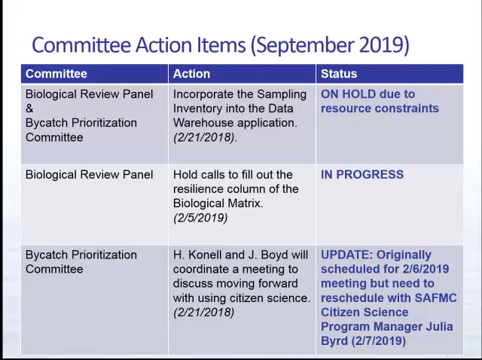 Committee Action Items (September 2019)
Committee
Action
Status
Biological Review Panel
&
Bycatch Prioritization
Committee
Incorporate the Sampling
Inventory into the Data
Warehouse application.
(2/21/2018).
ON HOLD due to
resource constraints
Biological Review Panel
Hold calls to fill out the
resilience column of the
Biological Matrix.
(2/5/2019)
IN PROGRESS
Bycatch Prioritization
Committee
H. Konell and J. Boyd will
coordinate a meeting to
discuss moving forward
with using citizen science.
(2/21/2018)
UPDATE: Originally
scheduled for 2/6/2019
meeting but need to
reschedule with SAFMC
Citizen Science
Program Manager Julia
Byrd (2/7/2019)